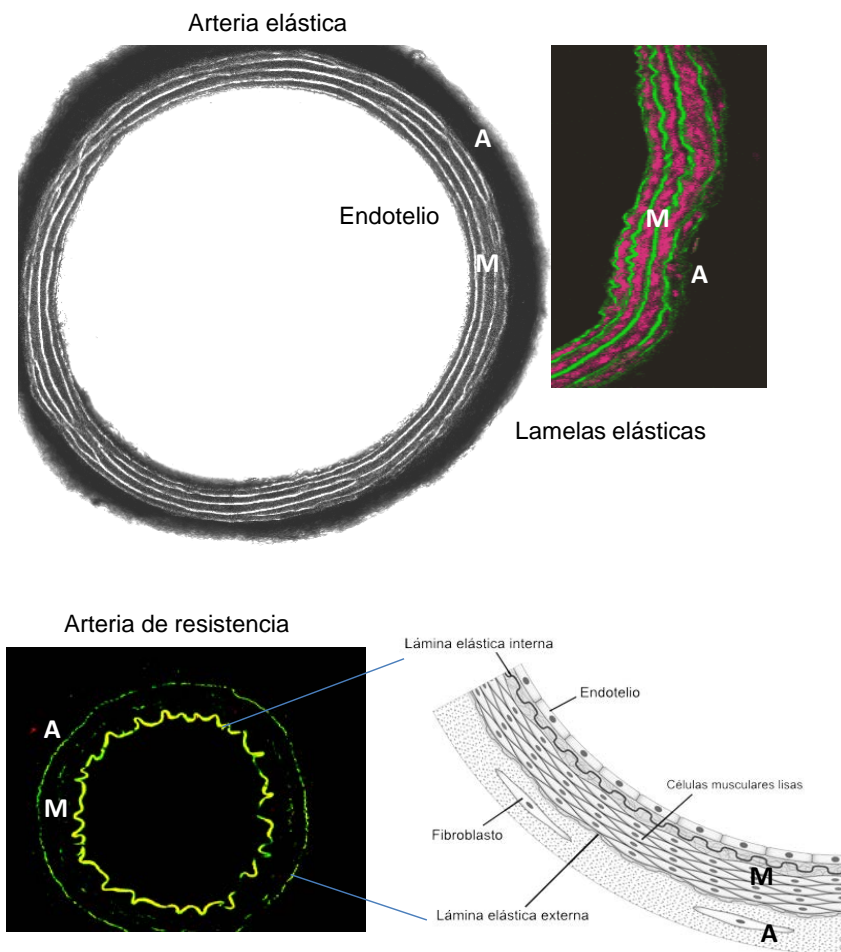 Arteria elástica
A
Endotelio
M
M
A
Lamelas elásticas
Arteria de resistencia
A
M
Lámina elástica interna
Endotelio
Células musculares lisas
Fibroblasto
M
Lámina elástica externa
A